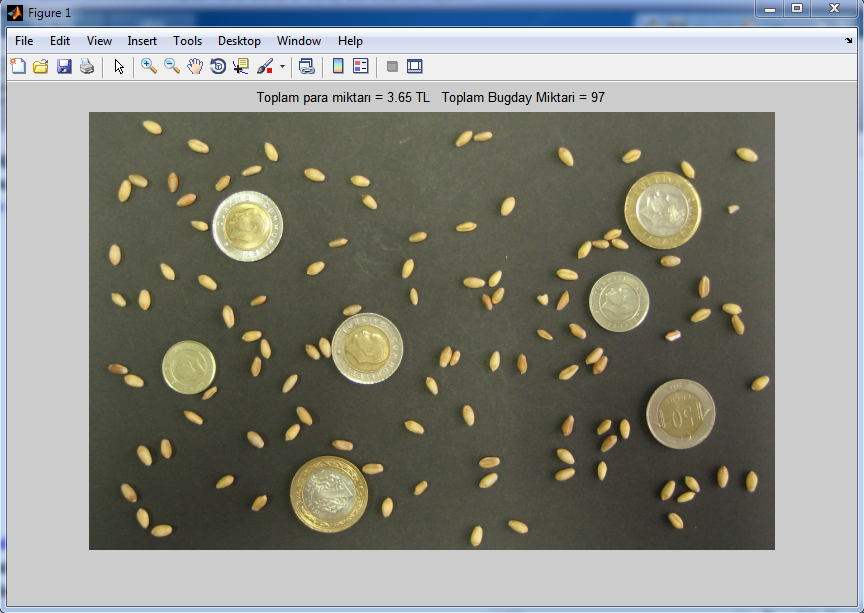 Figure 1
File Edit View Insert Tools Desktop Window Help
Toplam para miktarı = 3.65 TL Toplam Bugday Miktari = 97
50